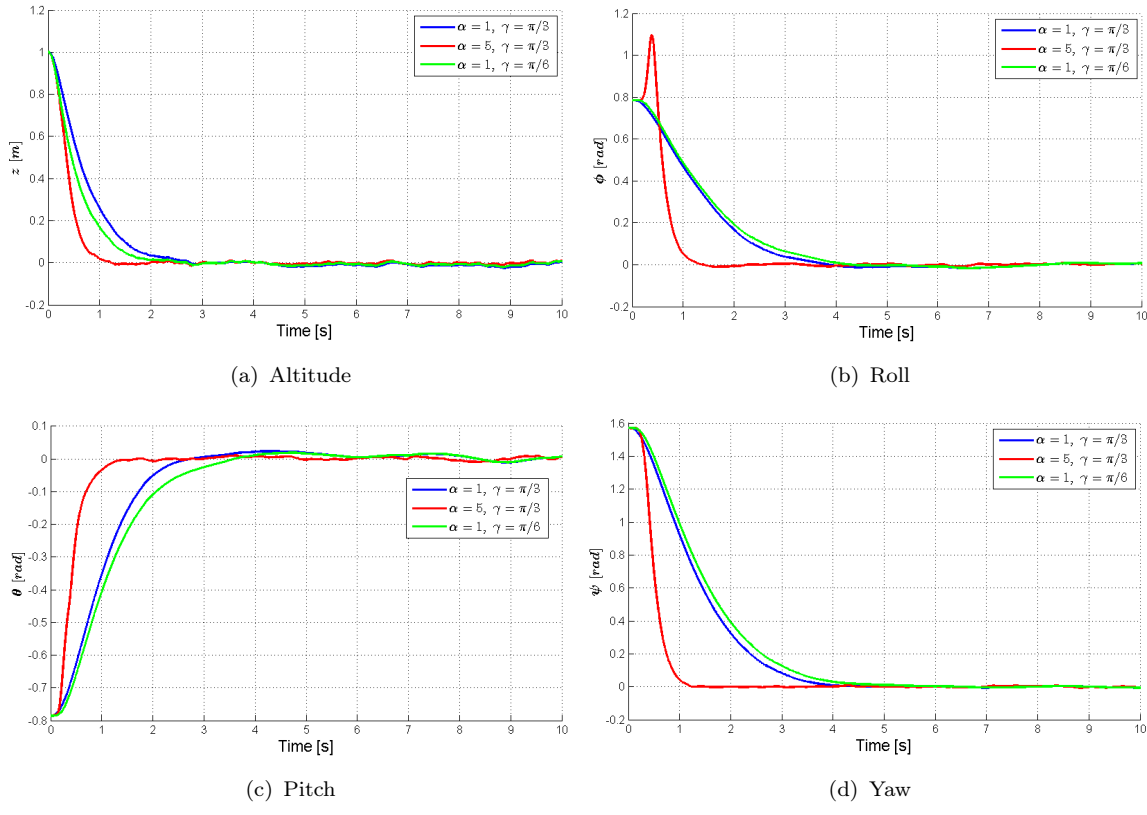 α = 1, γ = π/3
α = 5, γ = π/3
α = 1, γ = π/6
1.2
1
0.8
0.6
0.4
0.2
0
-0.2
z [m]
0 1 2 3 4 5 6 7 8 9 10
Time [s]
(a) Altitude
α = 1, γ = π/3
α = 5, γ = π/3
α = 1, γ = π/6
1.2
1
0.8
0.6
0.4
0.2
0
-0.2
ϕ [rad]
0 1 2 3 4 5 6 7 8 9 10
Time [s]
(b) Roll
α = 1, γ = π/3
α = 5, γ = π/3
α = 1, γ = π/6
0.1
0
-0.1
-0.2
-0.3
-0.4
-0.5
-0.6
-0.7
-0.8
θ [rad]
0 1 2 3 4 5 6 7 8 9 10
Time [s]
(c) Pitch
α = 1, γ = π/3
α = 5, γ = π/3
α = 1, γ = π/6
1.6
1.4
1.2
1
0.8
0.6
0.4
0.2
0
-0.2
ψ [rad]
0 1 2 3 4 5 6 7 8 9 10
Time [s]
(d) Yaw